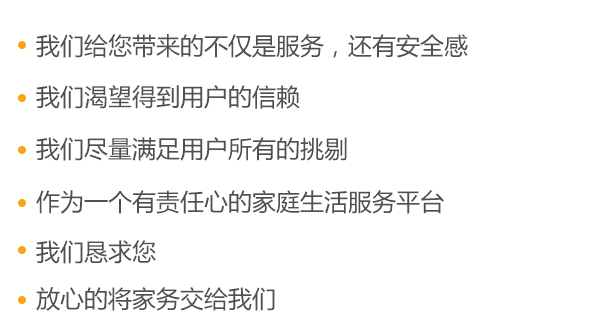 我们给您带来的不仅是服务，还有安全感
我们渴望得到用户的信赖
我们尽量满足用户所有的挑剔
作为一个有责任心的家庭生活服务平台
我们恳求您
放心的将家务交给我们